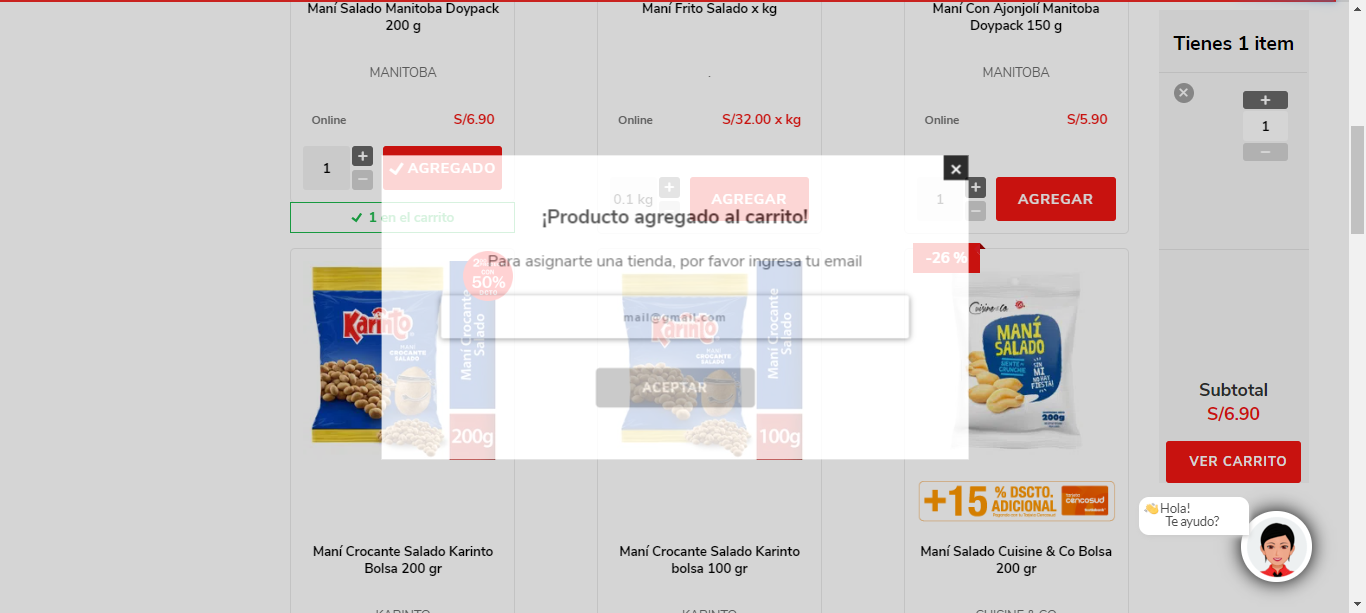 Maní Salado Manitoba Doypack
200 g
MANITOBA
Online S/6.90
1 + − AGREGADO
1 en el carrito
Maní Frito Salado x kg
.
Online S/32.00 x kg
0.1 kg + AGREGAR
Maní Con Ajonjolí Manitoba
Doypack 150 g
MANITOBA
Online S/5.90
1 + − AGREGAR
Tienes 1 item
+
1
−
Subtotal
S/6.90
VER CARRITO
¡Producto agregado al carrito!
Para asignarte una tienda, por favor ingresa tu email
mail@gmail.com
ACEPTAR
50%
Karinto
MANÍ
CROCANTE
SALADO
Maní Crocante
Salado
200g
Maní Crocante Salado Karinto
Bolsa 200 gr
KARINTO
Karinto
MANÍ
CROCANTE
SALADO
Maní Crocante
Salado
100g
Maní Crocante Salado Karinto
bolsa 100 gr
KARINTO
-26 %
Cuisine&Co
MANÍ
SALADO
SIN
MÍ
NO HAY
FIESTA!
200g
+15 % DSCTO.
ADICIONAL
cencosud
Maní Salado Cuisine & Co Bolsa
200 gr
CUISINE & CO
Hola!
Te ayudo?